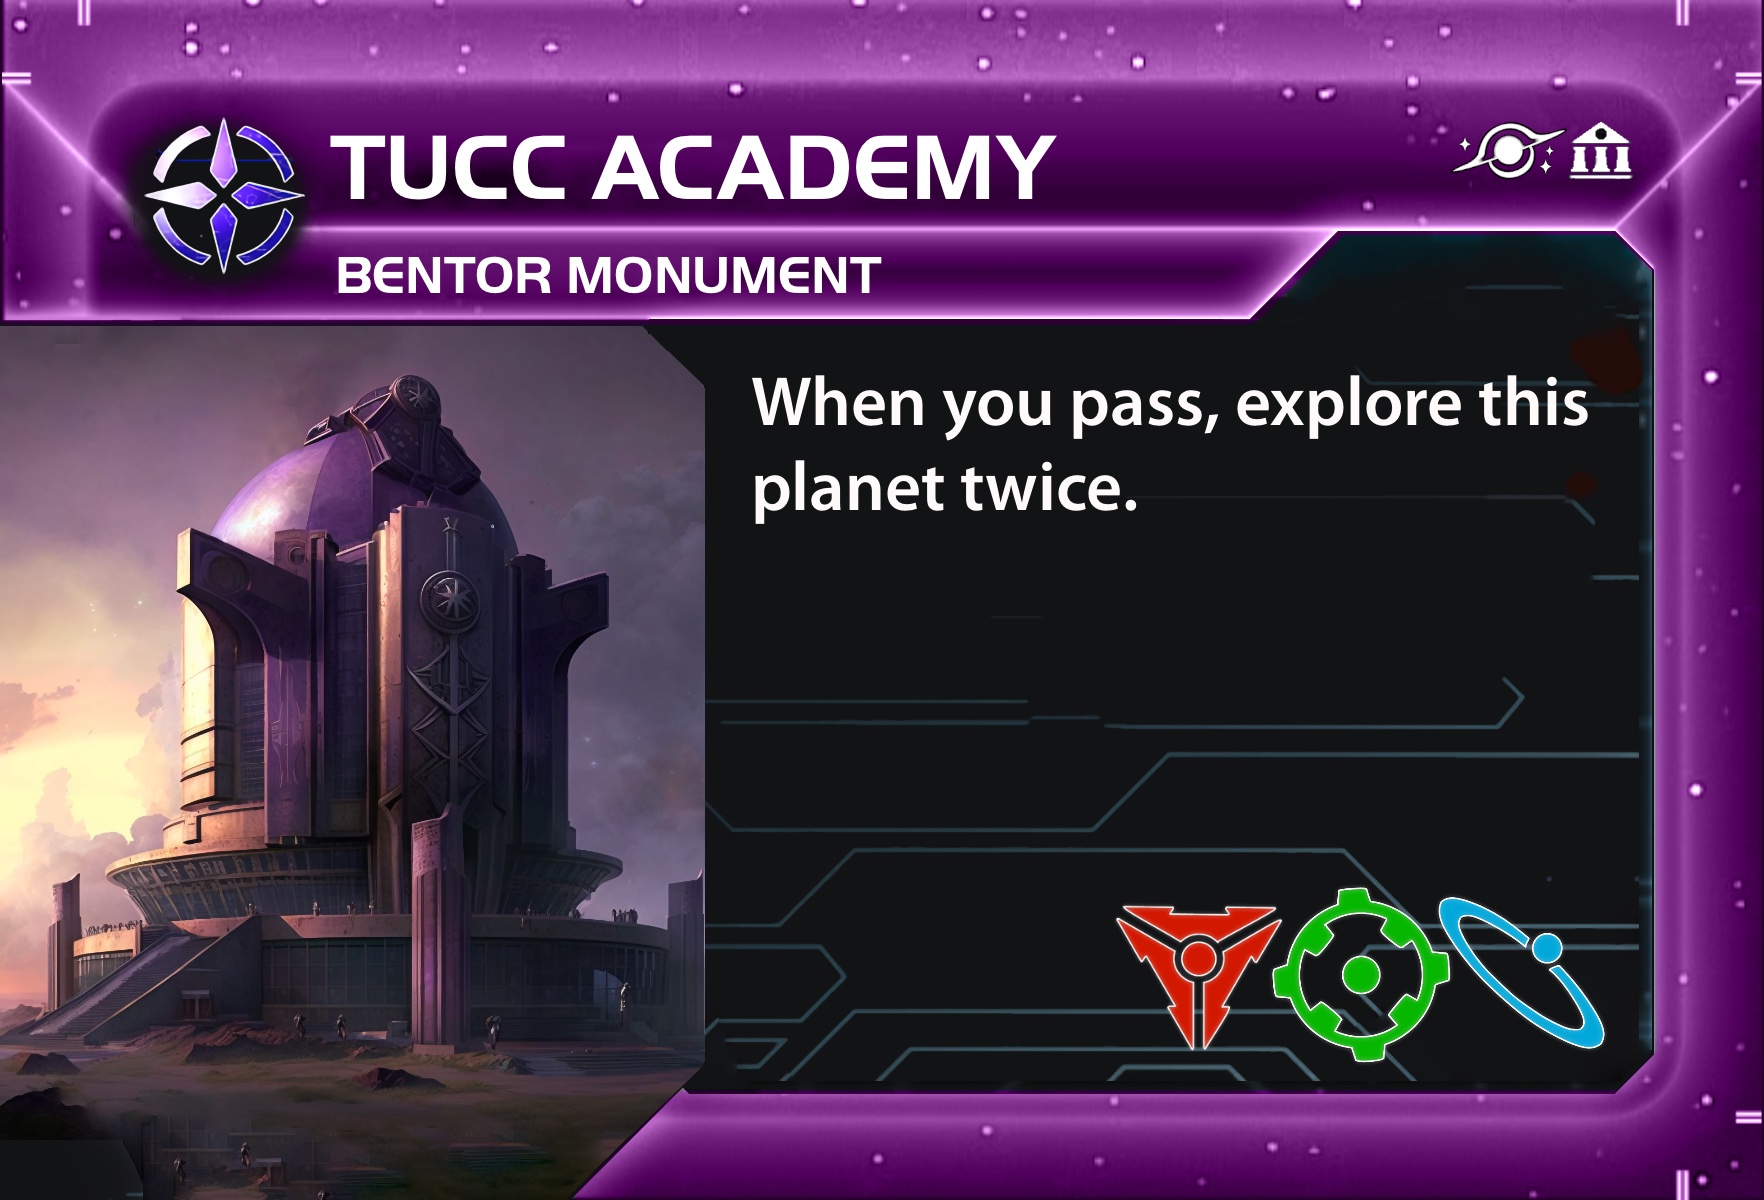 TUCC ACADEMY
BENTOR MONUMENT
When you pass, explore this
planet twice.